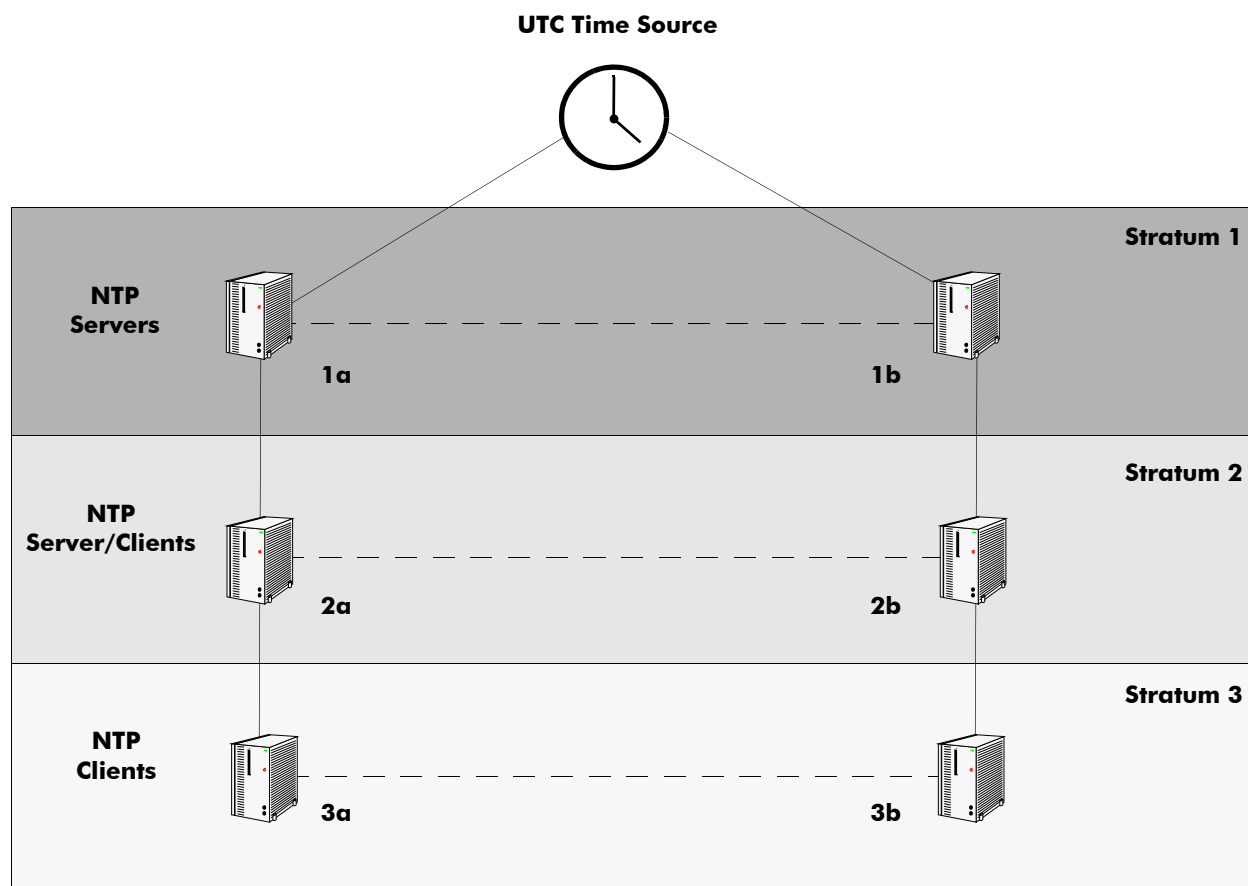 UTC Time Source
Stratum 1
NTP
Servers
1a
1b
Stratum 2
NTP
Server/Clients
2a
2b
Stratum 3
NTP
Clients
3a
3b